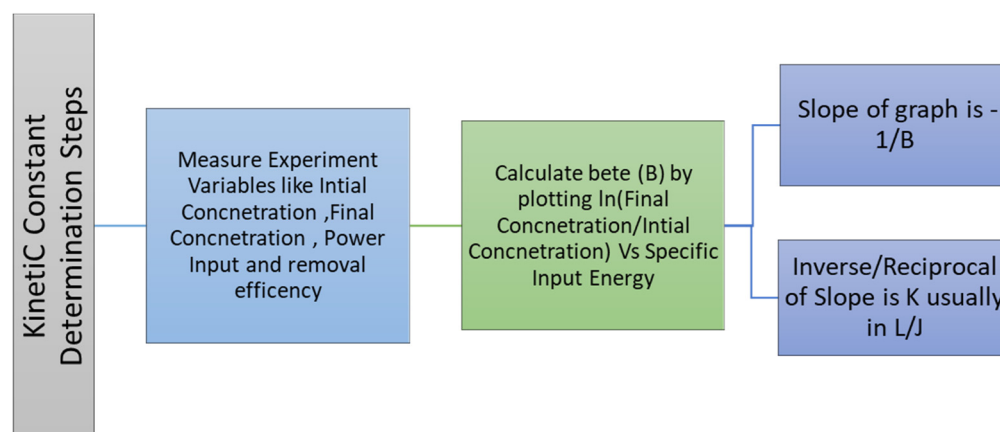 KinetiC Constant
Determination Steps
Measure Experiment
Variables like Intial
Concnetration ,Final
Concnetration , Power
Input and removal
efficency
Calculate bete (B) by
plotting ln(Final
Concnetration/Intial
Concnetration) Vs Specific
Input Energy
Slope of graph is -
1/B
Inverse/Reciprocal
of Slope is K usually
in L/J